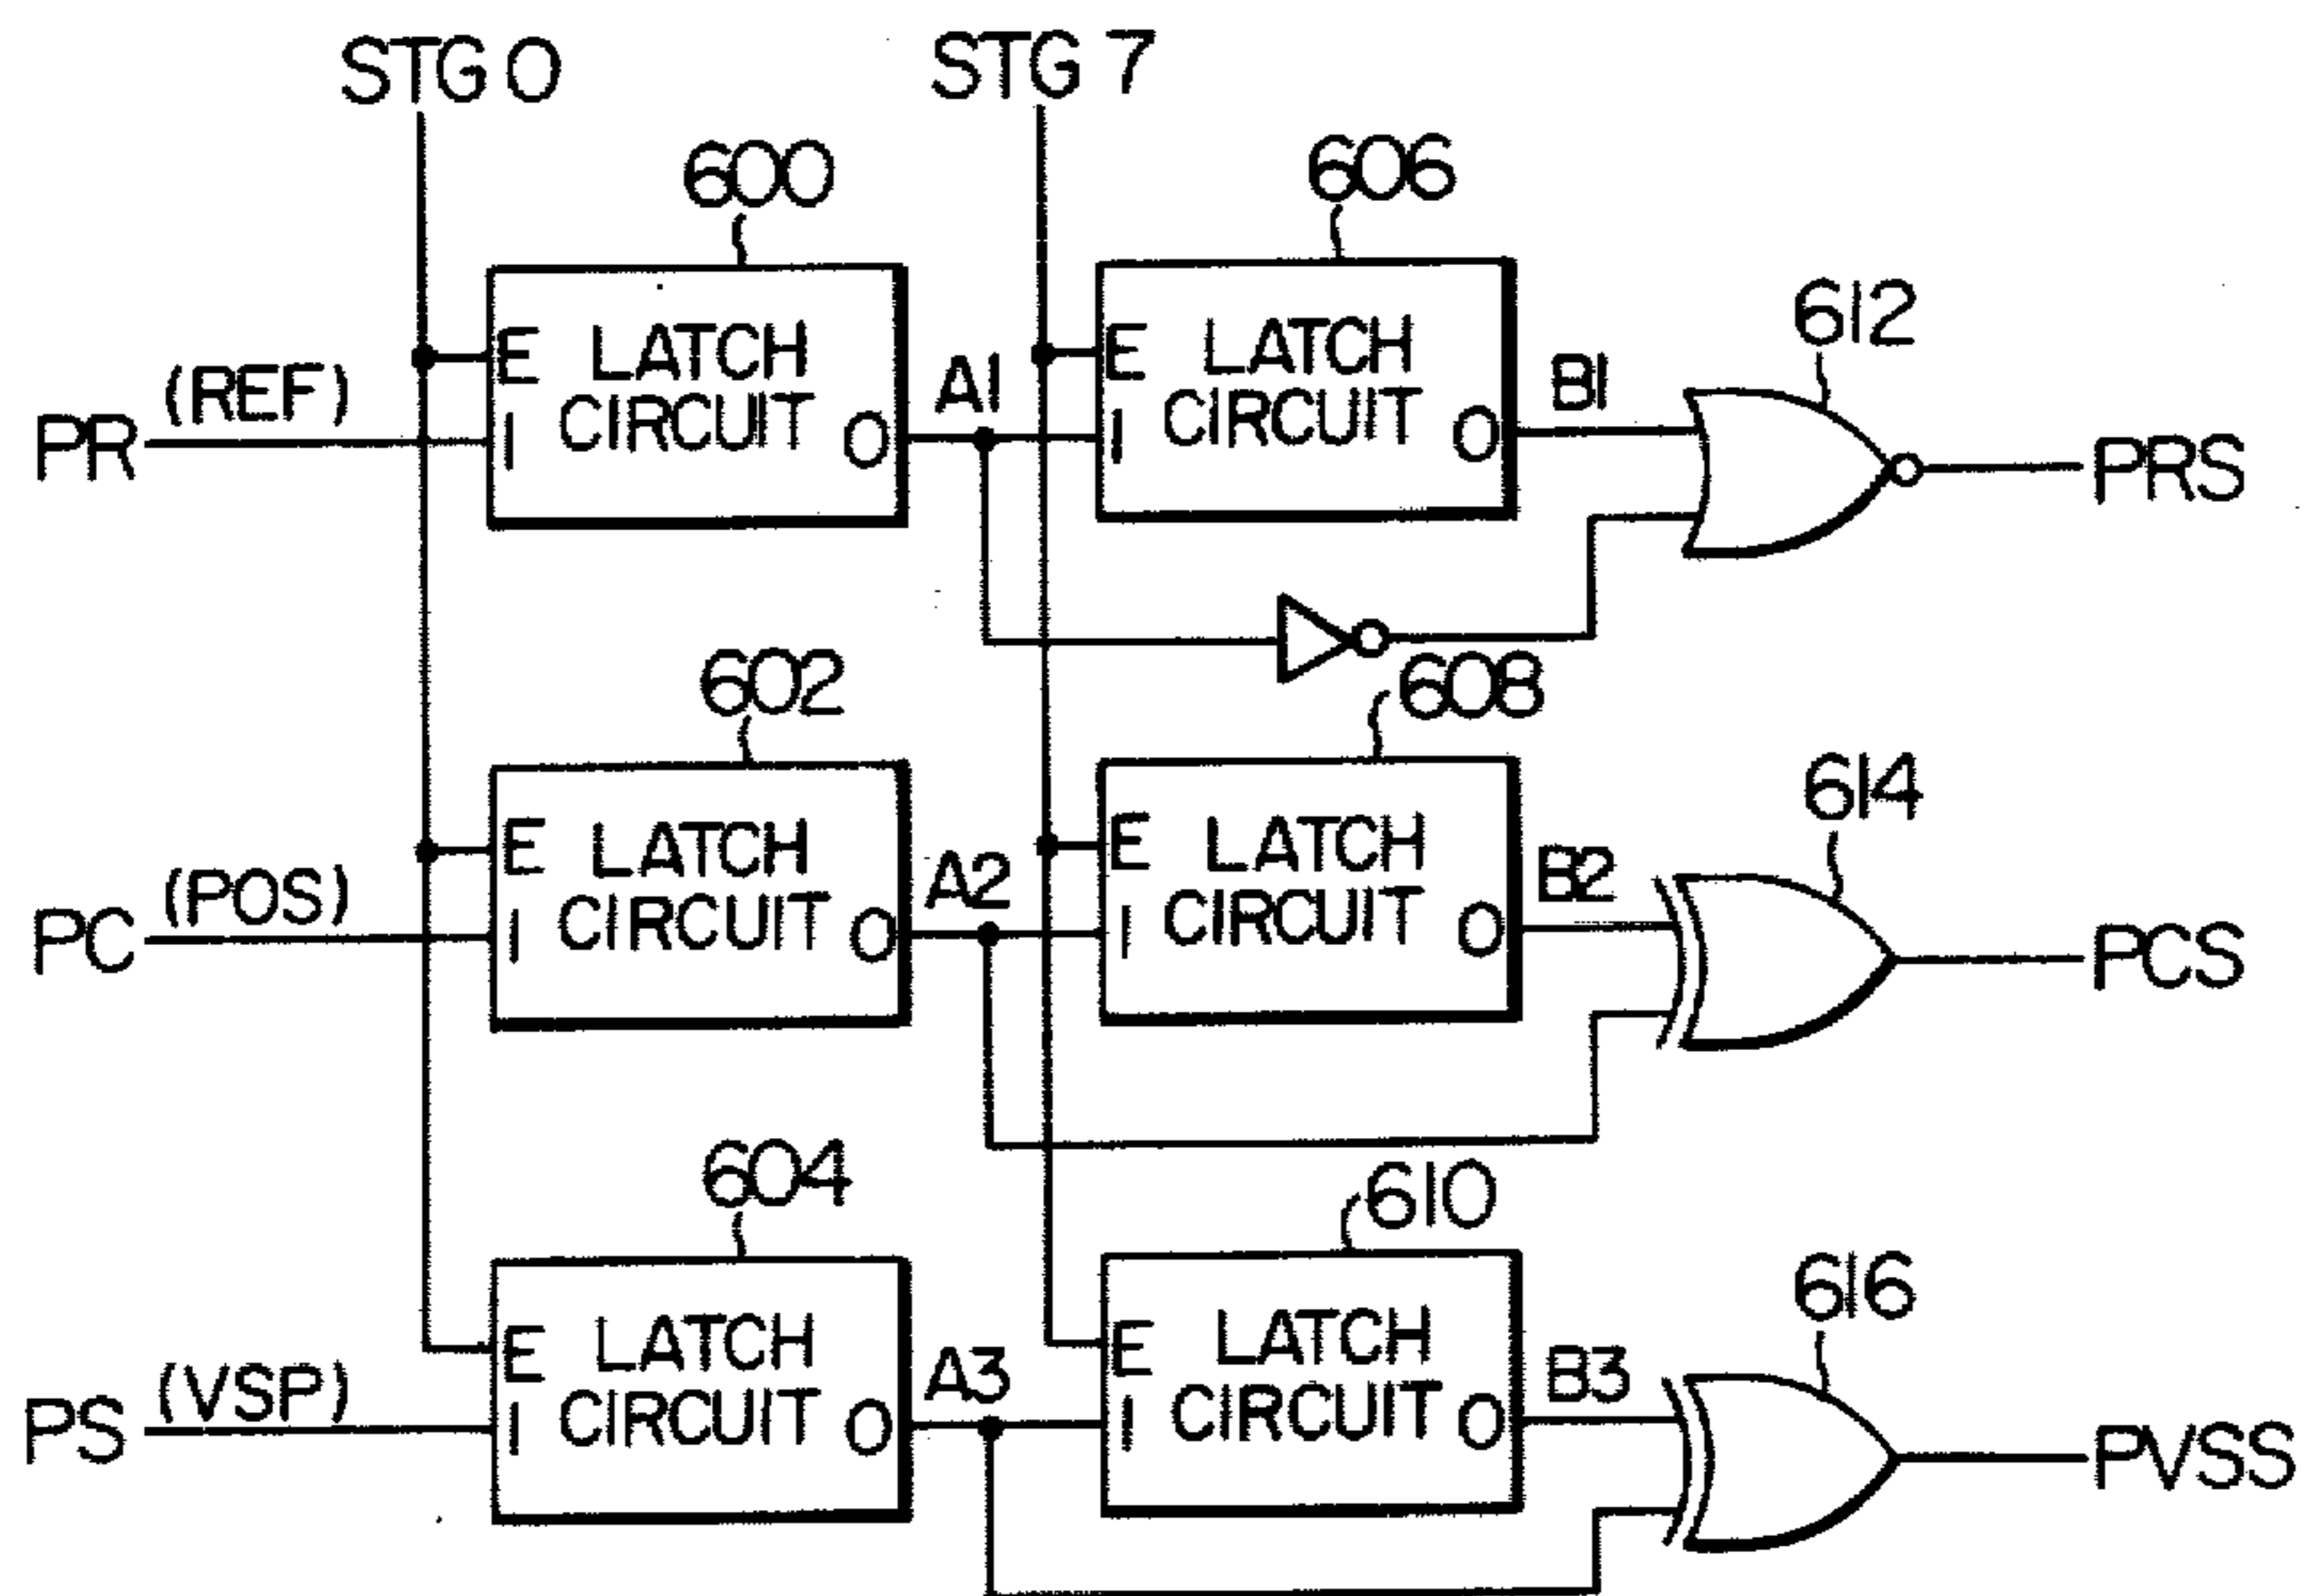 STG 0
STG 7
600
606
612
PR
(REF)
E LATCH
I CIRCUIT O
A1
E LATCH
I CIRCUIT O
B1
PRS
602
608
614
PC
(POS)
E LATCH
I CIRCUIT O
A2
E LATCH
I CIRCUIT O
B2
PCS
604
610
616
PS
(VSP)
E LATCH
I CIRCUIT O
A3
E LATCH
I CIRCUIT O
B3
PVSS